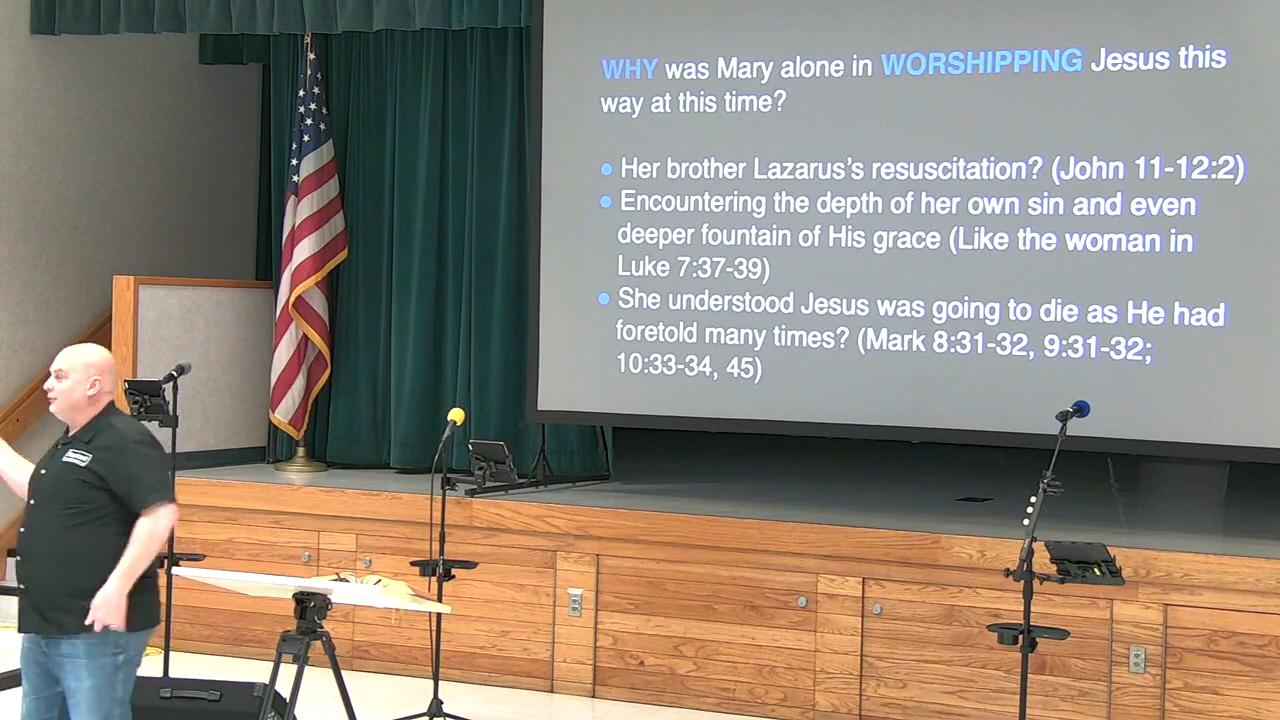 WHY was Mary alone in WORSHIPPING Jesus this
way at this time?
• Her brother Lazarus's resuscitation? (John 11-12:2)
• Encountering the depth of her own sin and even
deeper fountain of His grace (Like the woman in
Luke 7:37-39)
• She understood Jesus was going to die as He had
foretold many times? (Mark 8:31-32, 9:31-32;
10:33-34, 45)